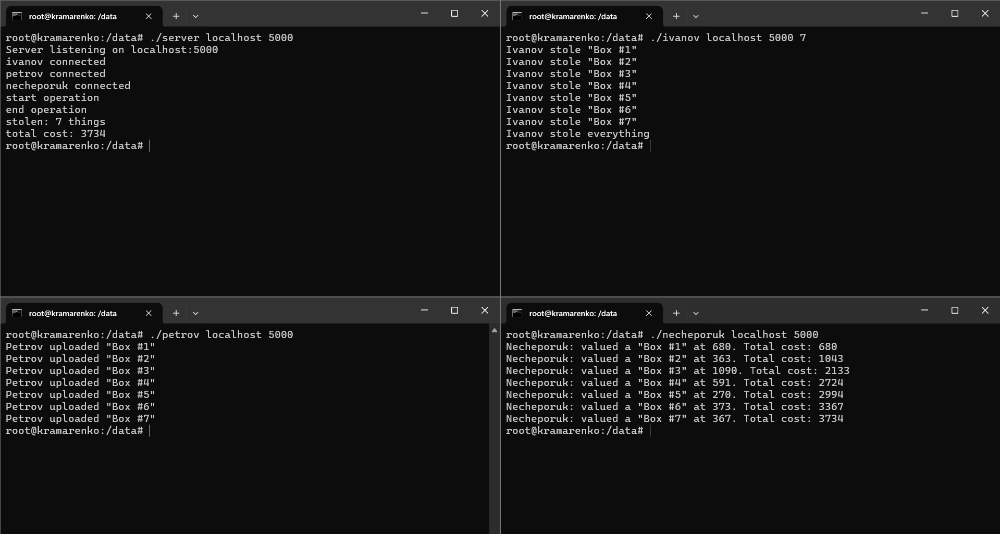 root@kramarenko: /data
root@kramarenko:/data# ./server localhost 5000
Server listening on localhost:5000
ivanov connected
petrov connected
necheporuk connected
start operation
end operation
stolen: 7 things
total cost: 3734
root@kramarenko:/data#
root@kramarenko: /data
root@kramarenko:/data# ./ivanov localhost 5000 7
Ivanov stole "Box #1"
Ivanov stole "Box #2"
Ivanov stole "Box #3"
Ivanov stole "Box #4"
Ivanov stole "Box #5"
Ivanov stole "Box #6"
Ivanov stole "Box #7"
Ivanov stole everything
root@kramarenko:/data#
root@kramarenko: /data
root@kramarenko:/data# ./petrov localhost 5000
Petrov uploaded "Box #1"
Petrov uploaded "Box #2"
Petrov uploaded "Box #3"
Petrov uploaded "Box #4"
Petrov uploaded "Box #5"
Petrov uploaded "Box #6"
Petrov uploaded "Box #7"
root@kramarenko:/data#
root@kramarenko: /data
root@kramarenko:/data# ./necheporuk localhost 5000
Necheporuk: valued a "Box #1" at 680. Total cost: 680
Necheporuk: valued a "Box #2" at 363. Total cost: 1043
Necheporuk: valued a "Box #3" at 1090. Total cost: 2133
Necheporuk: valued a "Box #4" at 591. Total cost: 2724
Necheporuk: valued a "Box #5" at 270. Total cost: 2994
Necheporuk: valued a "Box #6" at 373. Total cost: 3367
Necheporuk: valued a "Box #7" at 367. Total cost: 3734
root@kramarenko:/data#